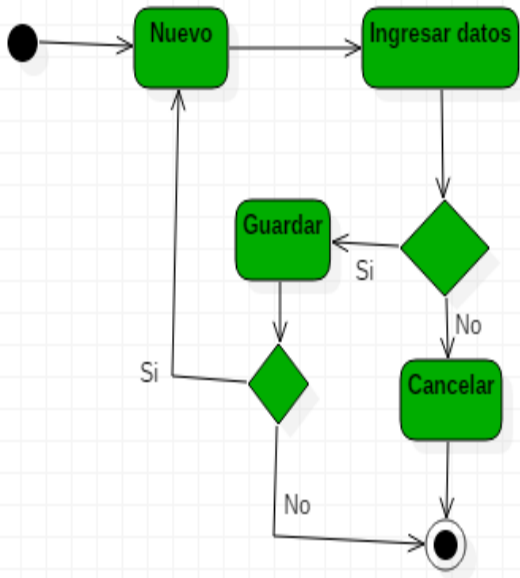 Nuevo
Ingresar datos
Guardar
Si
No
Si
Cancelar
No